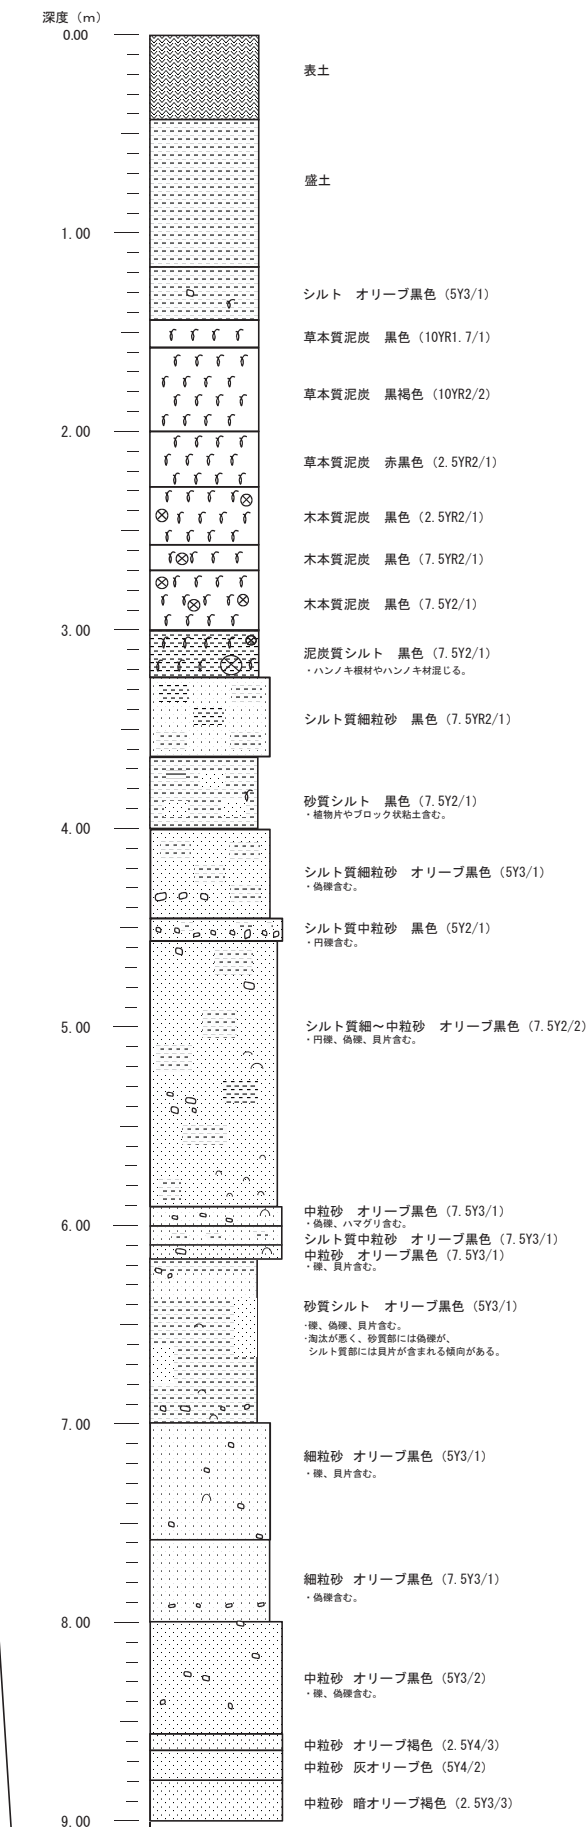 深度（ｍ）
0.00
表土
盛土
1.00
シルト　オリーブ黒色（5Y3/1）
草本質泥炭　黒色（10YR1.7/1）
草本質泥炭　黒褐色（10YR2/2）
2.00
草本質泥炭　赤黒色（2.5YR2/1）
木本質泥炭　黒色（2.5YR2/1）
木本質泥炭　黒色（7.5YR2/1）
木本質泥炭　黒色（7.5Y2/1）
3.00
泥炭質シルト　黒色（7.5Y2/1）
・ハンノキ根材やハンノキ材混じる。
シルト質細粒砂　黒色（7.5YR2/1）
砂質シルト　黒色（7.5Y2/1）
・植物片やブロック状粘土含む。
4.00
シルト質細粒砂　オリーブ黒色（5Y3/1）
・偽礫含む。
シルト質中粒砂　黒色（5Y2/1）
・円礫含む。
5.00
シルト質細～中粒砂　オリーブ黒色（7.5Y2/2）
・円礫、偽礫、貝片含む。
中粒砂　オリーブ黒色（7.5Y3/1）
・偽礫、ハマグリ含む。
6.00
シルト質中粒砂　オリーブ黒色（7.5Y3/1）
中粒砂　オリーブ黒色（7.5Y3/1）
・礫、貝片含む。
砂質シルト　オリーブ黒色（5Y3/1）
・礫、偽礫、貝片含む。
・淘汰が悪く、砂質部には偽礫が、
シルト質部には貝片が含まれる傾向がある。
7.00
細粒砂　オリーブ黒色（5Y3/1）
・礫、貝片含む。
細粒砂　オリーブ黒色（7.5Y3/1）
・偽礫含む。
8.00
中粒砂　オリーブ黒色（5Y3/2）
・礫、偽礫含む。
中粒砂　オリーブ褐色（2.5Y4/3）
中粒砂　灰オリーブ色（5Y4/2）
中粒砂　暗オリーブ褐色（2.5Y3/3）
9.00